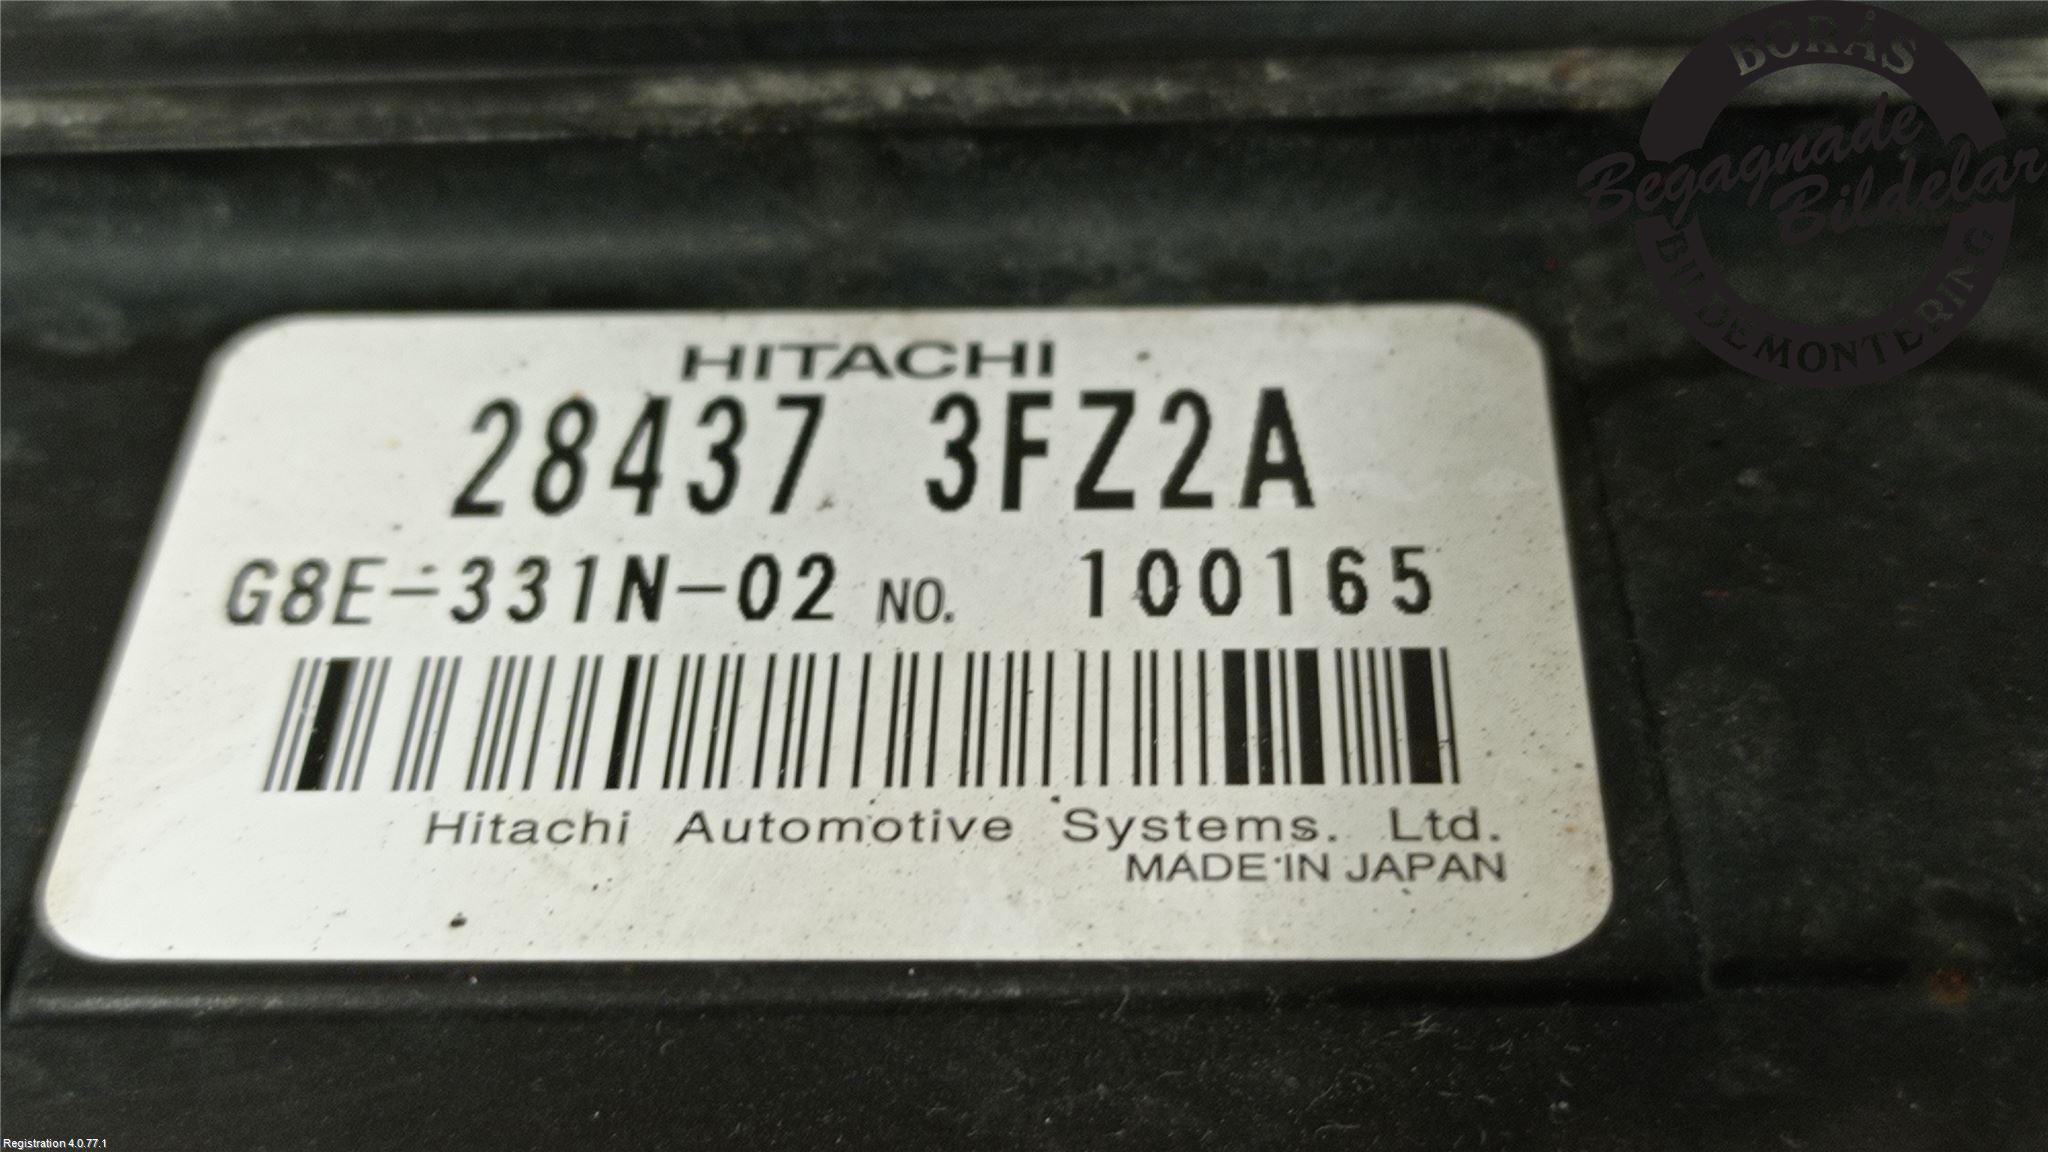 BORÅS
Begagnade
Bildelar
BILDEMONTERING
HITACHI
28437 3FZ2A
G8E-331N-02 NO. 100165
Hitachi Automotive Systems. Ltd.
MADE IN JAPAN
Registration 4.0.77.1